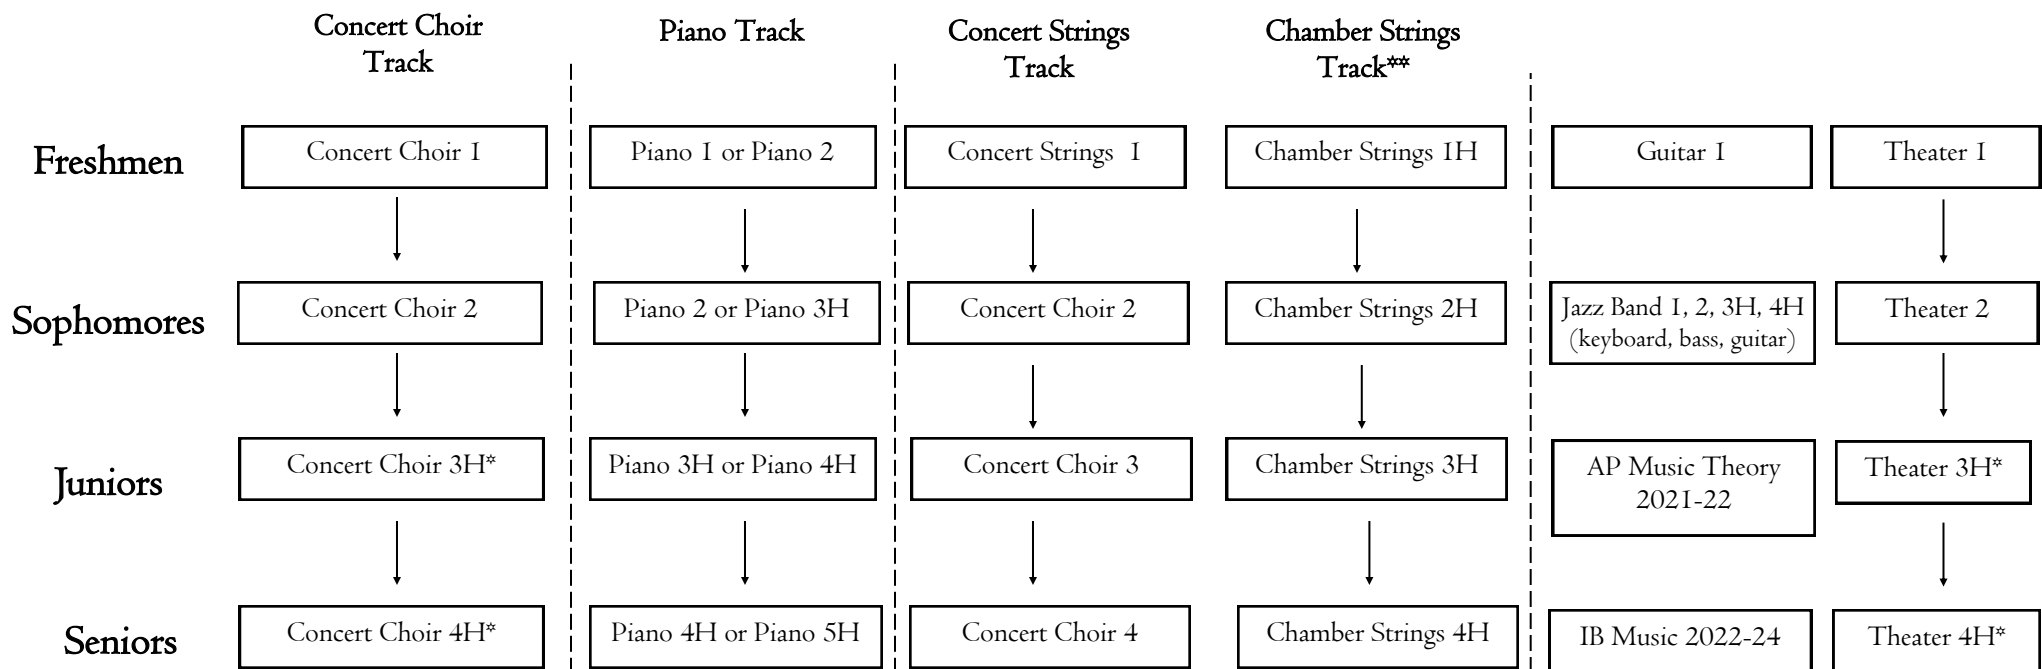 Concert Choir
Track
Piano Track
Concert Strings
Track
Chamber Strings
Track**
Freshmen
Concert Choir 1
Piano 1 or Piano 2
Concert Strings 1
Chamber Strings 1H
Guitar 1
Theater 1
Sophomores
Concert Choir 2
Piano 2 or Piano 3H
Concert Choir 2
Chamber Strings 2H
Jazz Band 1, 2, 3H, 4H
(keyboard, bass, guitar)
Theater 2
Juniors
Concert Choir 3H*
Piano 3H or Piano 4H
Concert Choir 3
Chamber Strings 3H
AP Music Theory
2021-22
Theater 3H*
Seniors
Concert Choir 4H*
Piano 4H or Piano 5H
Concert Choir 4
Chamber Strings 4H
IB Music 2022-24
Theater 4H*